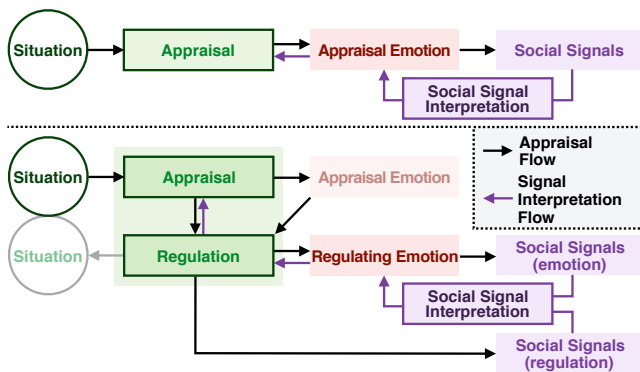 Situation
Appraisal
Appraisal Emotion
Social Signals
Social Signal
Interpretation
Situation
Appraisal
Appraisal Emotion
Appraisal
Flow
Signal
Interpretation
Flow
Situation
Regulation
Regulating Emotion
Social Signals
(emotion)
Social Signal
Interpretation
Social Signals
(regulation)